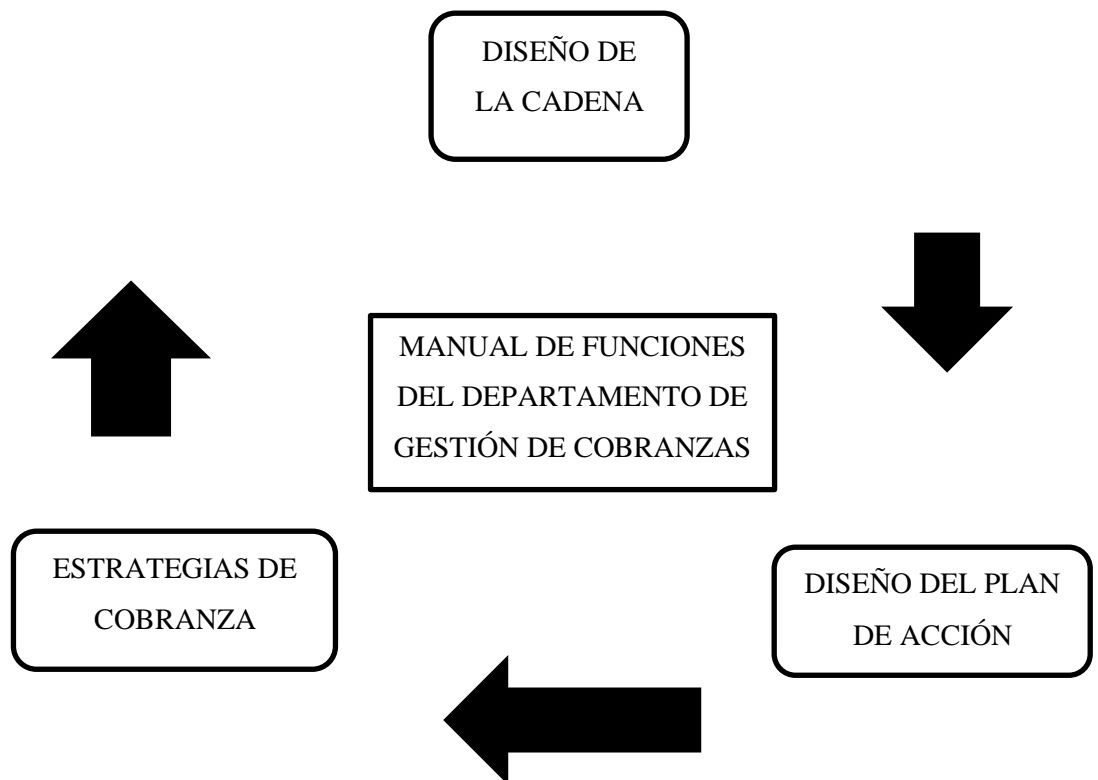 DISEÑO DE
LA CADENA
MANUAL DE FUNCIONES
DEL DEPARTAMENTO DE
GESTIÓN DE COBRANZAS
ESTRATEGIAS DE
COBRANZA
DISEÑO DEL PLAN
DE ACCIÓN